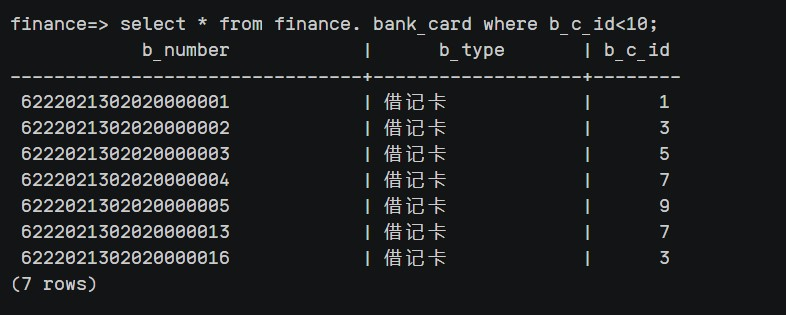 finance=> select * from finance. bank_card where b_c_id<10;
           b_number            |      b_type       | b_c_id
-------------------------------+-------------------+--------
 6222021302020000001           | 借记卡            |      1
 6222021302020000002           | 借记卡            |      3
 6222021302020000003           | 借记卡            |      5
 6222021302020000004           | 借记卡            |      7
 6222021302020000005           | 借记卡            |      9
 6222021302020000013           | 借记卡            |      7
 6222021302020000016           | 借记卡            |      3
(7 rows)